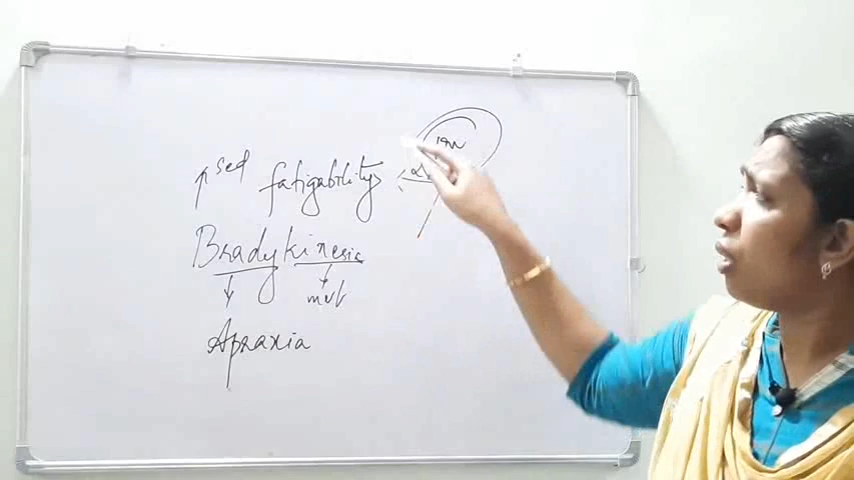 ↑sed fatigability
Bradykinesia
↓ ↓
mvt
Apraxia